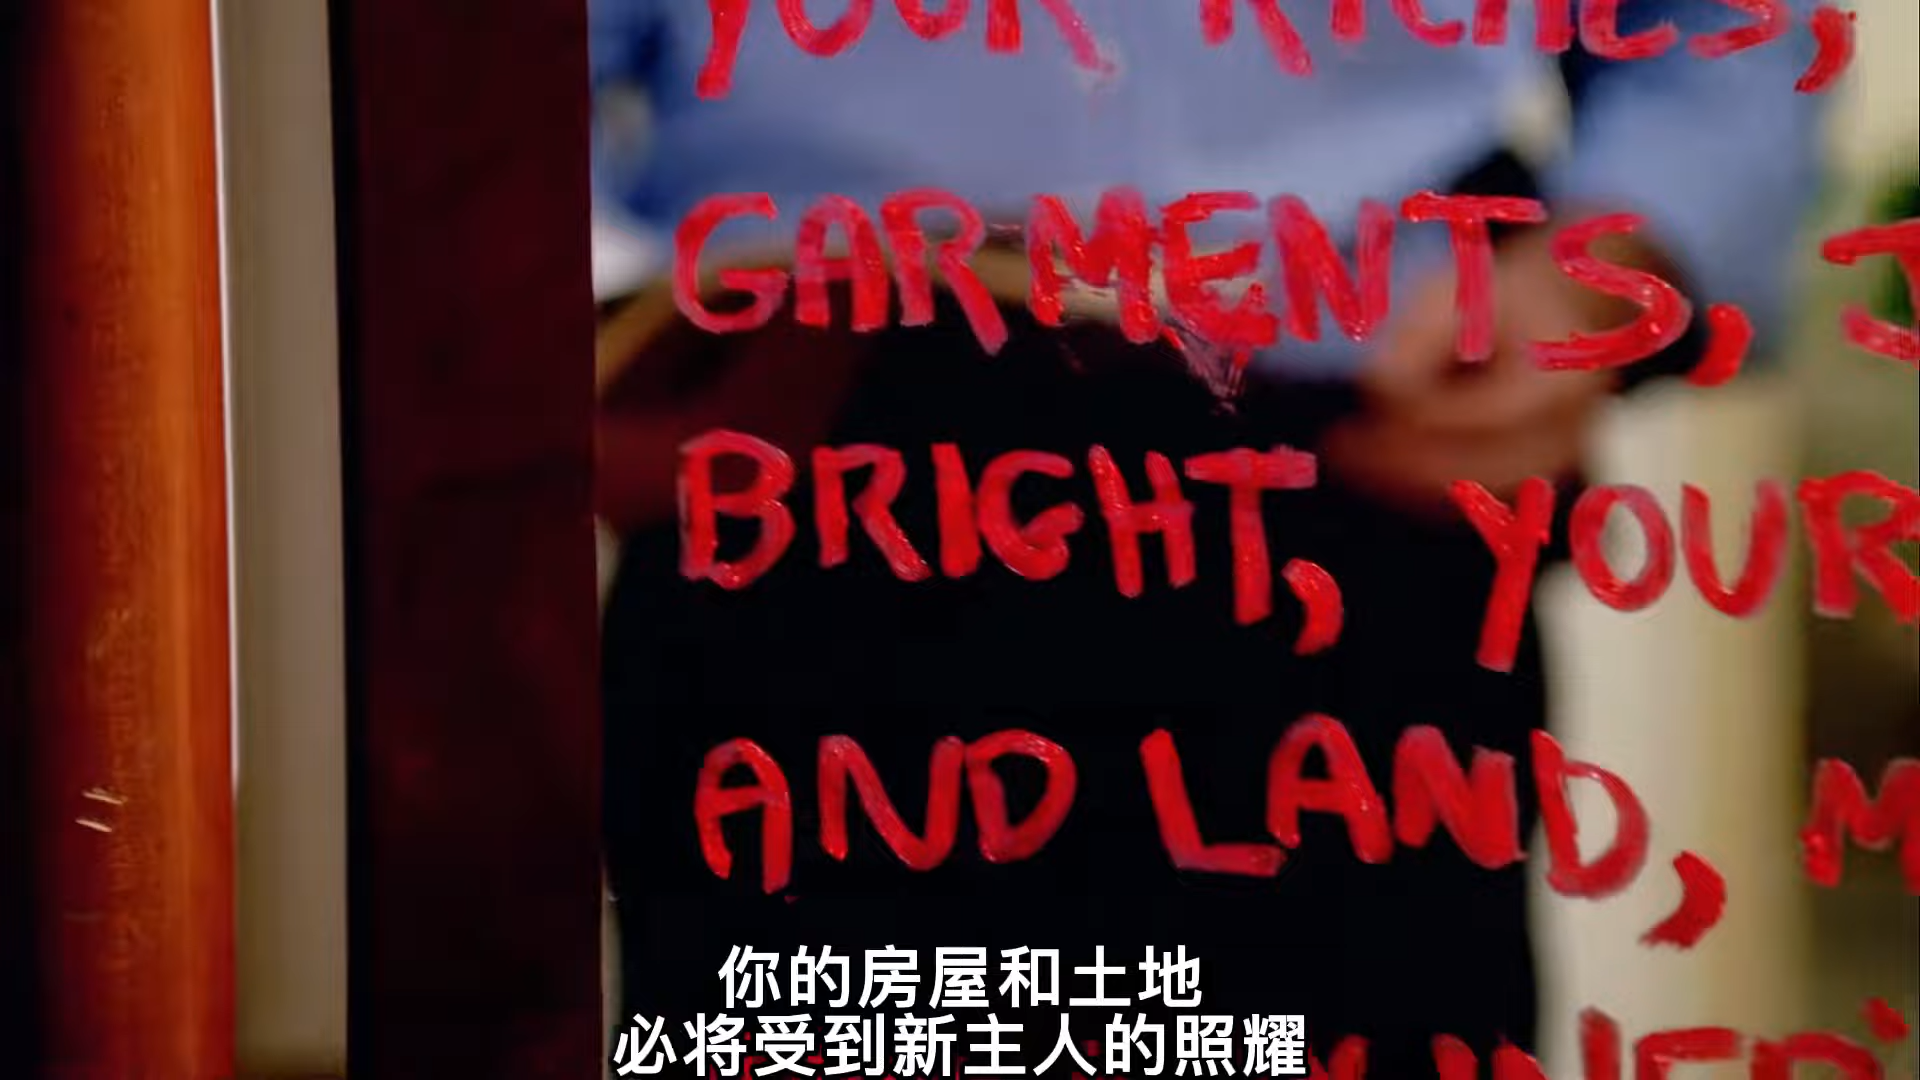 YOUR RICHES,
GARMENTS, J
BRIGHT, YOUR
AND LAND, M
你的房屋和土地
必将受到新主人的照耀